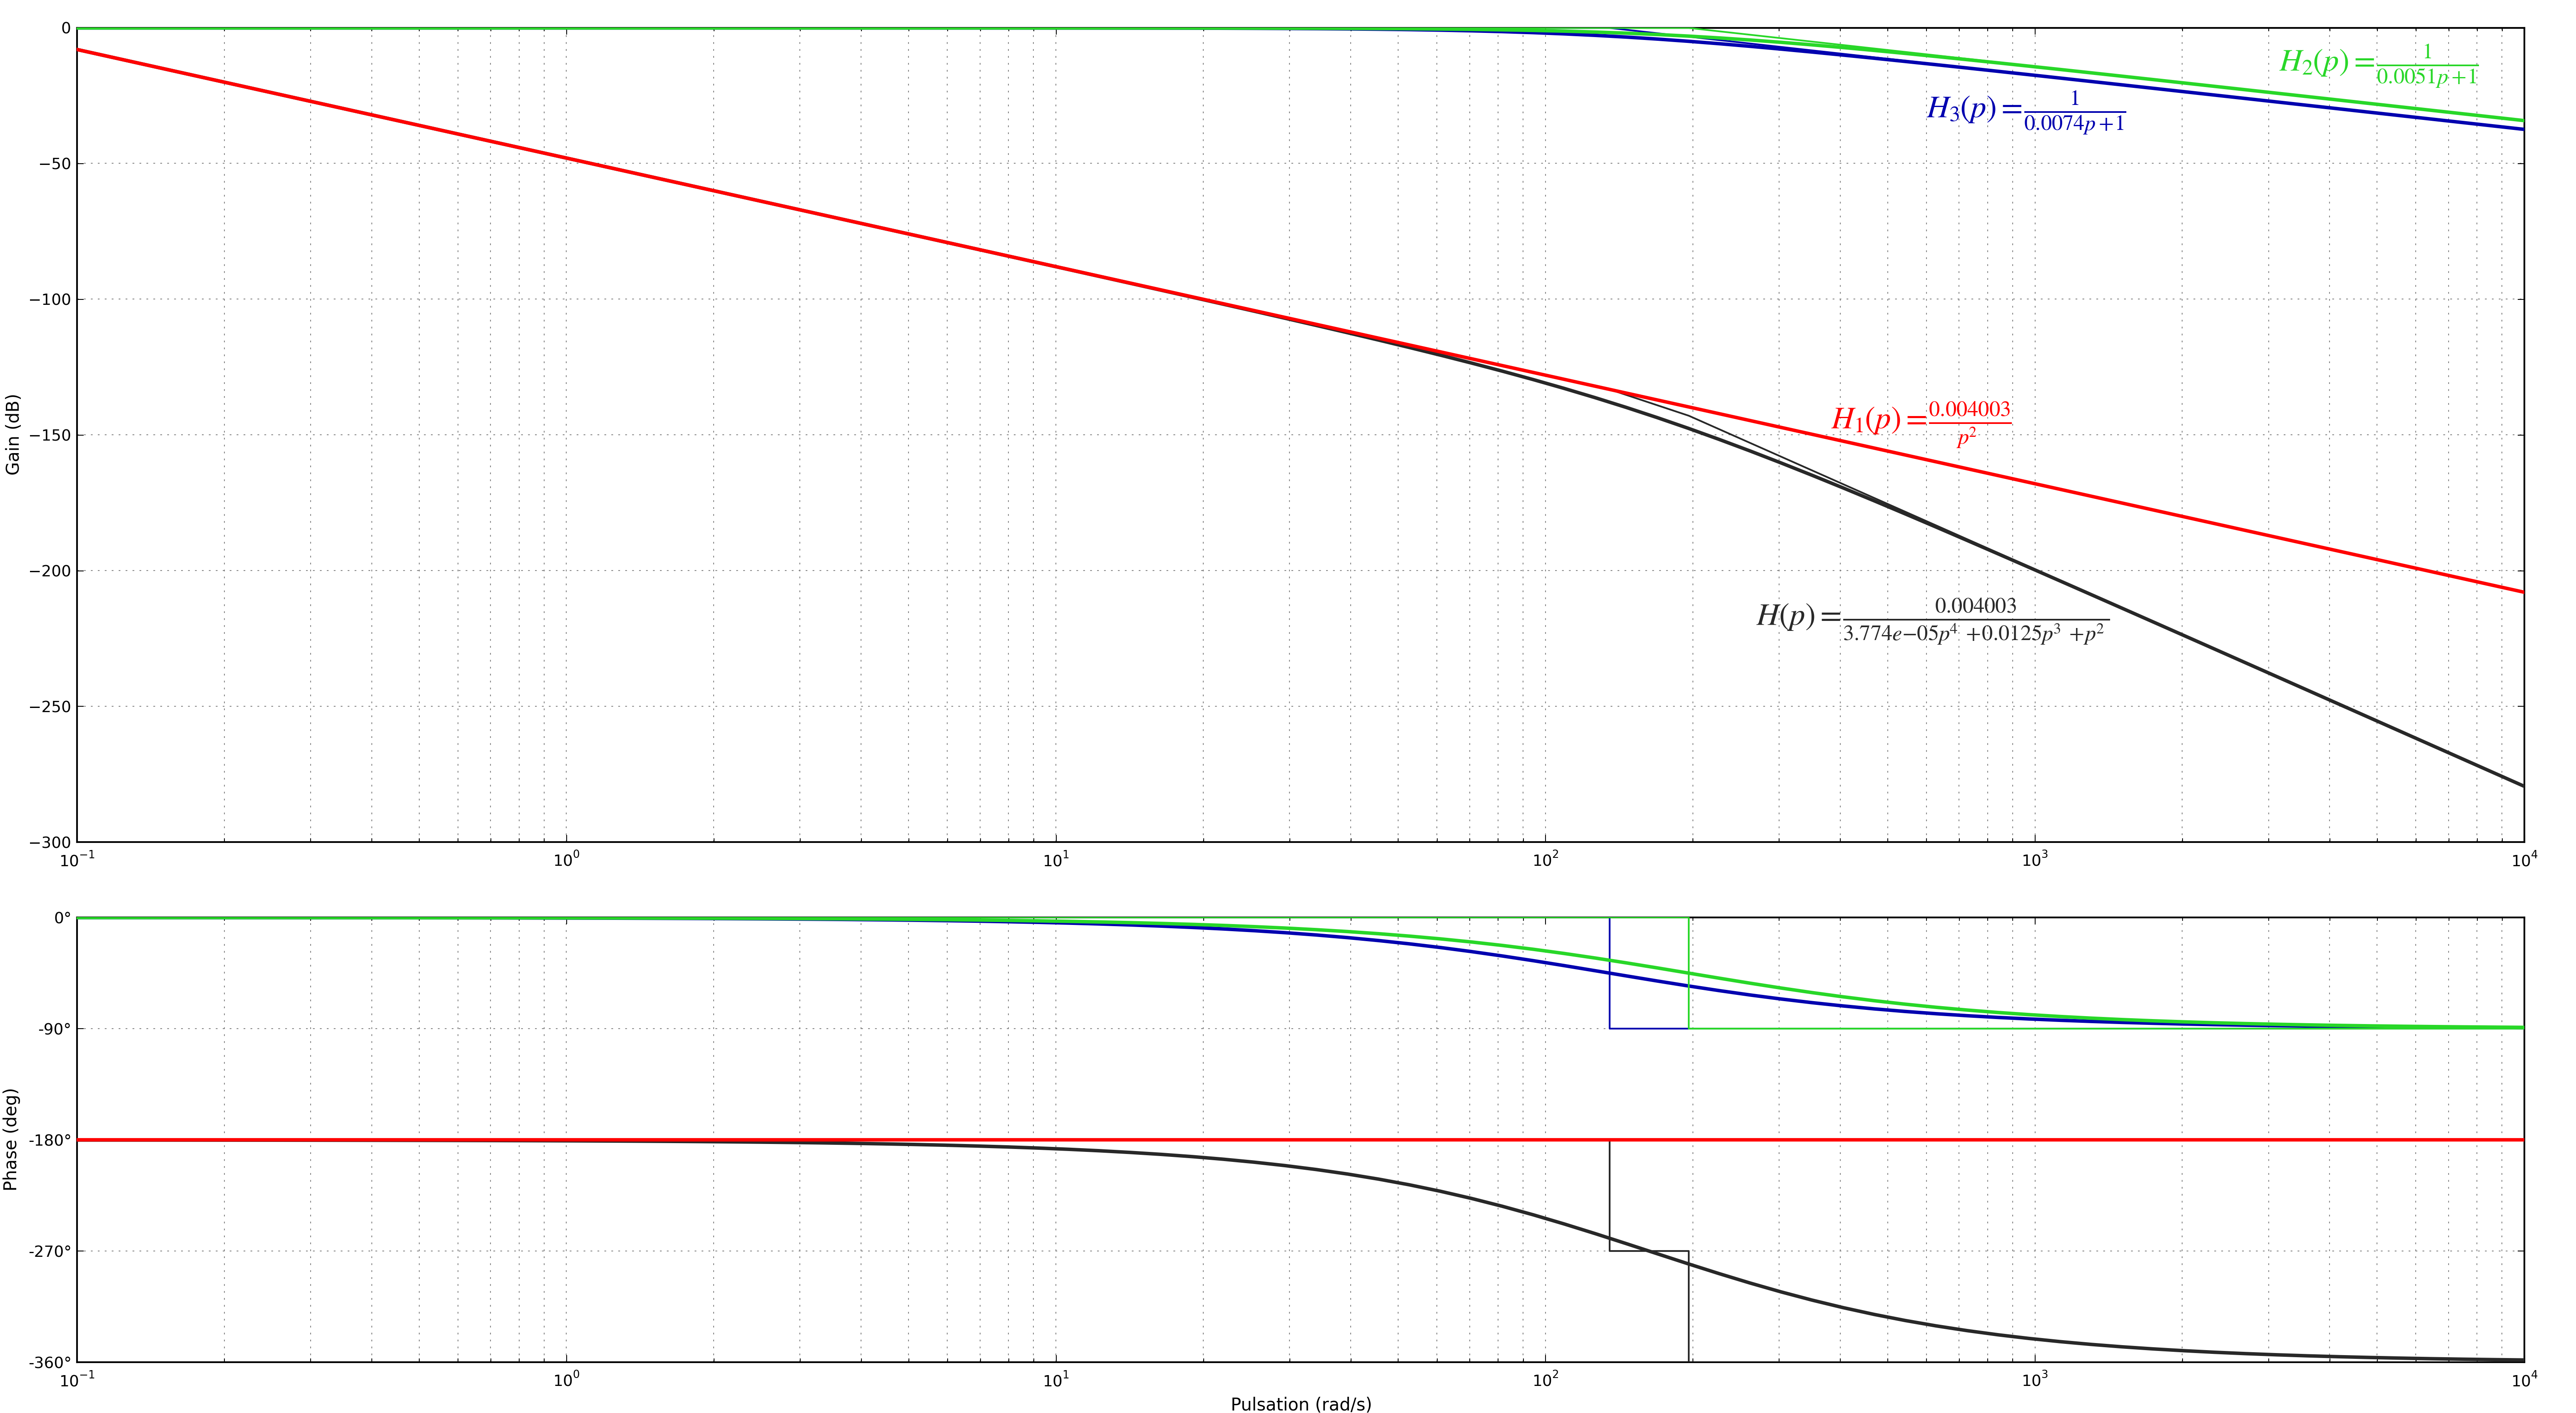 0
−50
−100
−150
−200
−250
−300
Gain (dB)
H₂(p) = 1/(0.0051p+1)
H₃(p) = 1/(0.0074p+1)
H₁(p) = 0.004003/p²
H(p) = 0.004003/(3.774e−05p⁴ +0.0125p³ +p²)
10⁻¹ 10⁰ 10¹ 10² 10³ 10⁴
0°
-90°
-180°
-270°
-360°
Phase (deg)
10⁻¹ 10⁰ 10¹ 10² 10³ 10⁴
Pulsation (rad/s)